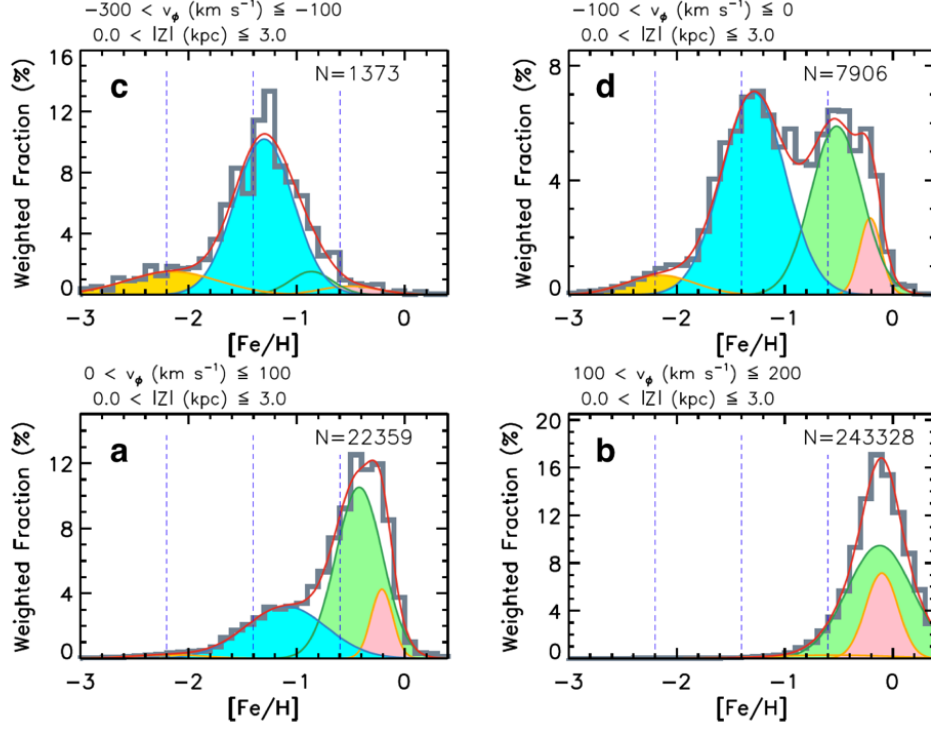 −300 < vϕ (km s⁻¹) ≦ −100
0.0 < |Z| (kpc) ≦ 3.0
16
12
8
4
0
Weighted Fraction (%)
c
N=1373
−3
−2
−1
0
[Fe/H]
−100 < vϕ (km s⁻¹) ≦ 0
0.0 < |Z| (kpc) ≦ 3.0
8
4
0
Weighted Fraction (%)
d
N=7906
−3
−2
−1
0
[Fe/H]
0 < vϕ (km s⁻¹) ≦ 100
0.0 < |Z| (kpc) ≦ 3.0
12
8
4
0
Weighted Fraction (%)
a
N=22359
−3
−2
−1
0
[Fe/H]
100 < vϕ (km s⁻¹) ≦ 200
0.0 < |Z| (kpc) ≦ 3.0
20
16
12
8
4
0
Weighted Fraction (%)
b
N=243328
−3
−2
−1
0
[Fe/H]